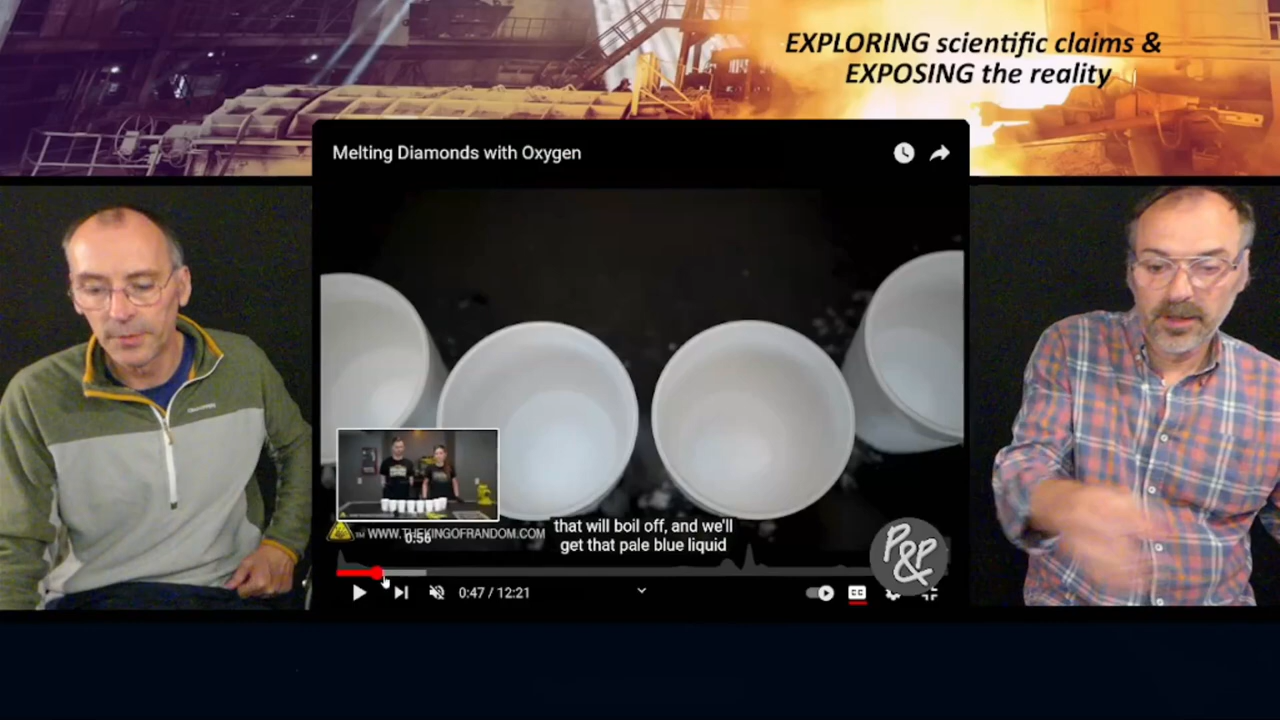 EXPLORING scientific claims &
EXPOSING the reality
Melting Diamonds with Oxygen
WWW.THEKINGOFRANDOM.COM
0:56
that will boil off, and we'll
get that pale blue liquid
P&P
0:47 / 12:21
CC